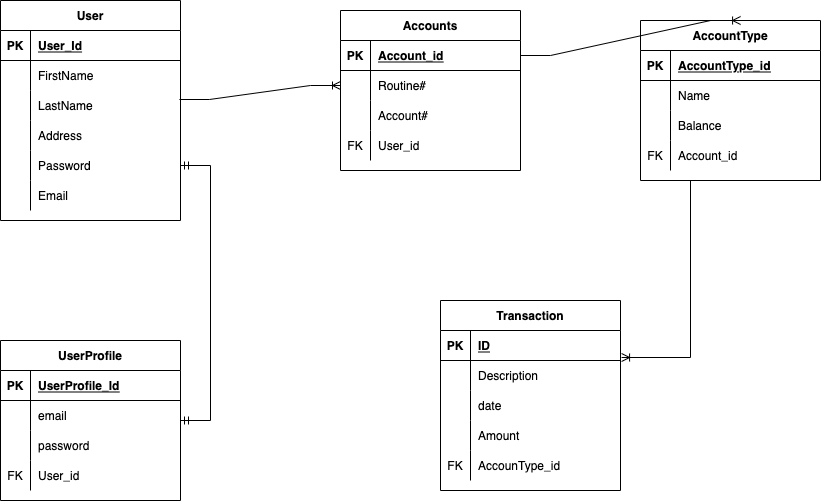 User
PK User_Id
FirstName
LastName
Address
Password
Email
Accounts
PK Account_id
Routine#
Account#
FK User_id
AccountType
PK AccountType_id
Name
Balance
FK Account_id
UserProfile
PK UserProfile_Id
email
password
FK User_id
Transaction
PK ID
Description
date
Amount
FK AccounType_id